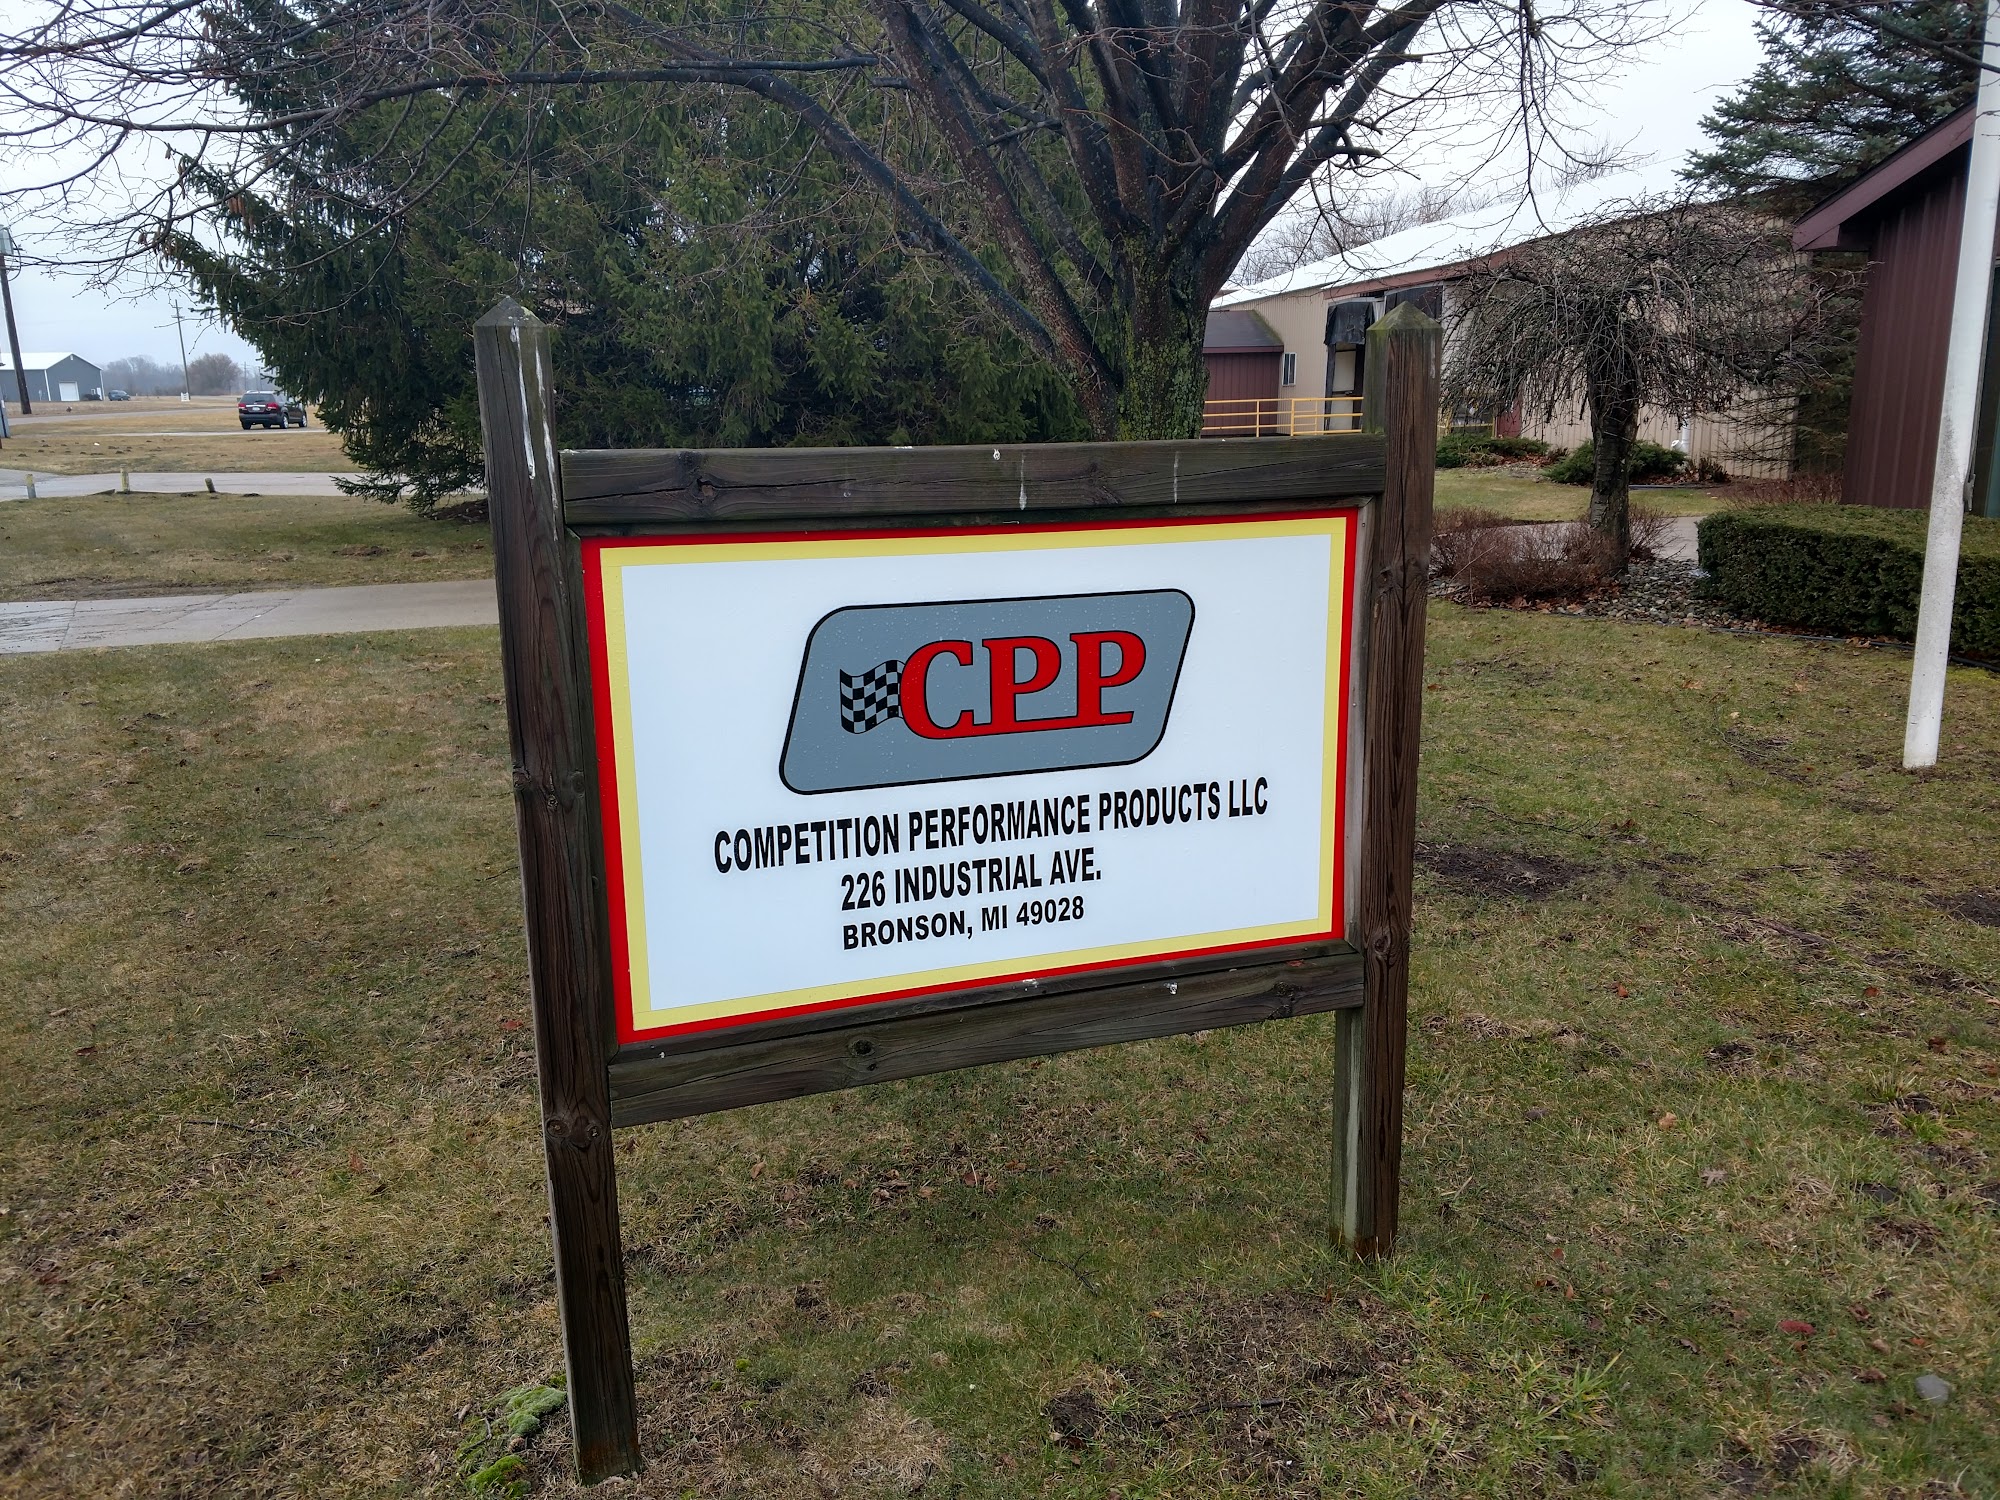 CPP
COMPETITION PERFORMANCE PRODUCTS LLC
226 INDUSTRIAL AVE.
BRONSON, MI 49028